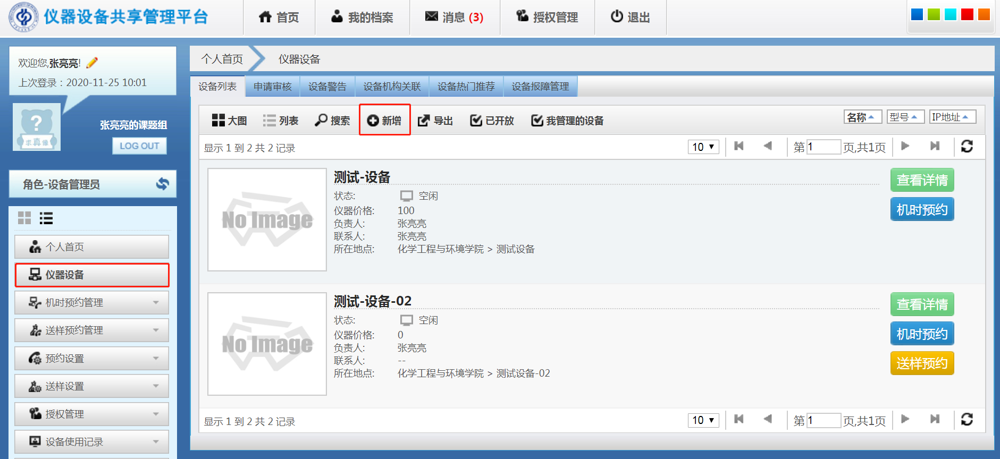 仪器设备共享管理平台
首页
我的档案
消息 (3)
授权管理
退出
欢迎您,张亮亮!
上次登录：2020-11-25 10:01
?
求真像
张亮亮的课题组
LOG OUT
角色-设备管理员
个人首页
仪器设备
机时预约管理
送样预约管理
预约设置
送样设置
授权管理
设备使用记录
个人首页
仪器设备
设备列表
申请审核
设备警告
设备机构关联
设备热门推荐
设备报障管理
大图
列表
搜索
新增
导出
已开放
我管理的设备
名称
型号
IP地址
显示 1 到 2 共 2 记录
10
第 1 页,共1页
No Image
测试-设备
状态: 空闲
仪器价格: 100
负责人: 张亮亮
联系人: 张亮亮
所在地点: 化学工程与环境学院 > 测试设备
查看详情
机时预约
No Image
测试-设备-02
状态: 空闲
仪器价格: 0
负责人: 张亮亮
联系人: --
所在地点: 化学工程与环境学院 > 测试设备-02
查看详情
机时预约
送样预约
显示 1 到 2 共 2 记录
10
第 1 页,共1页